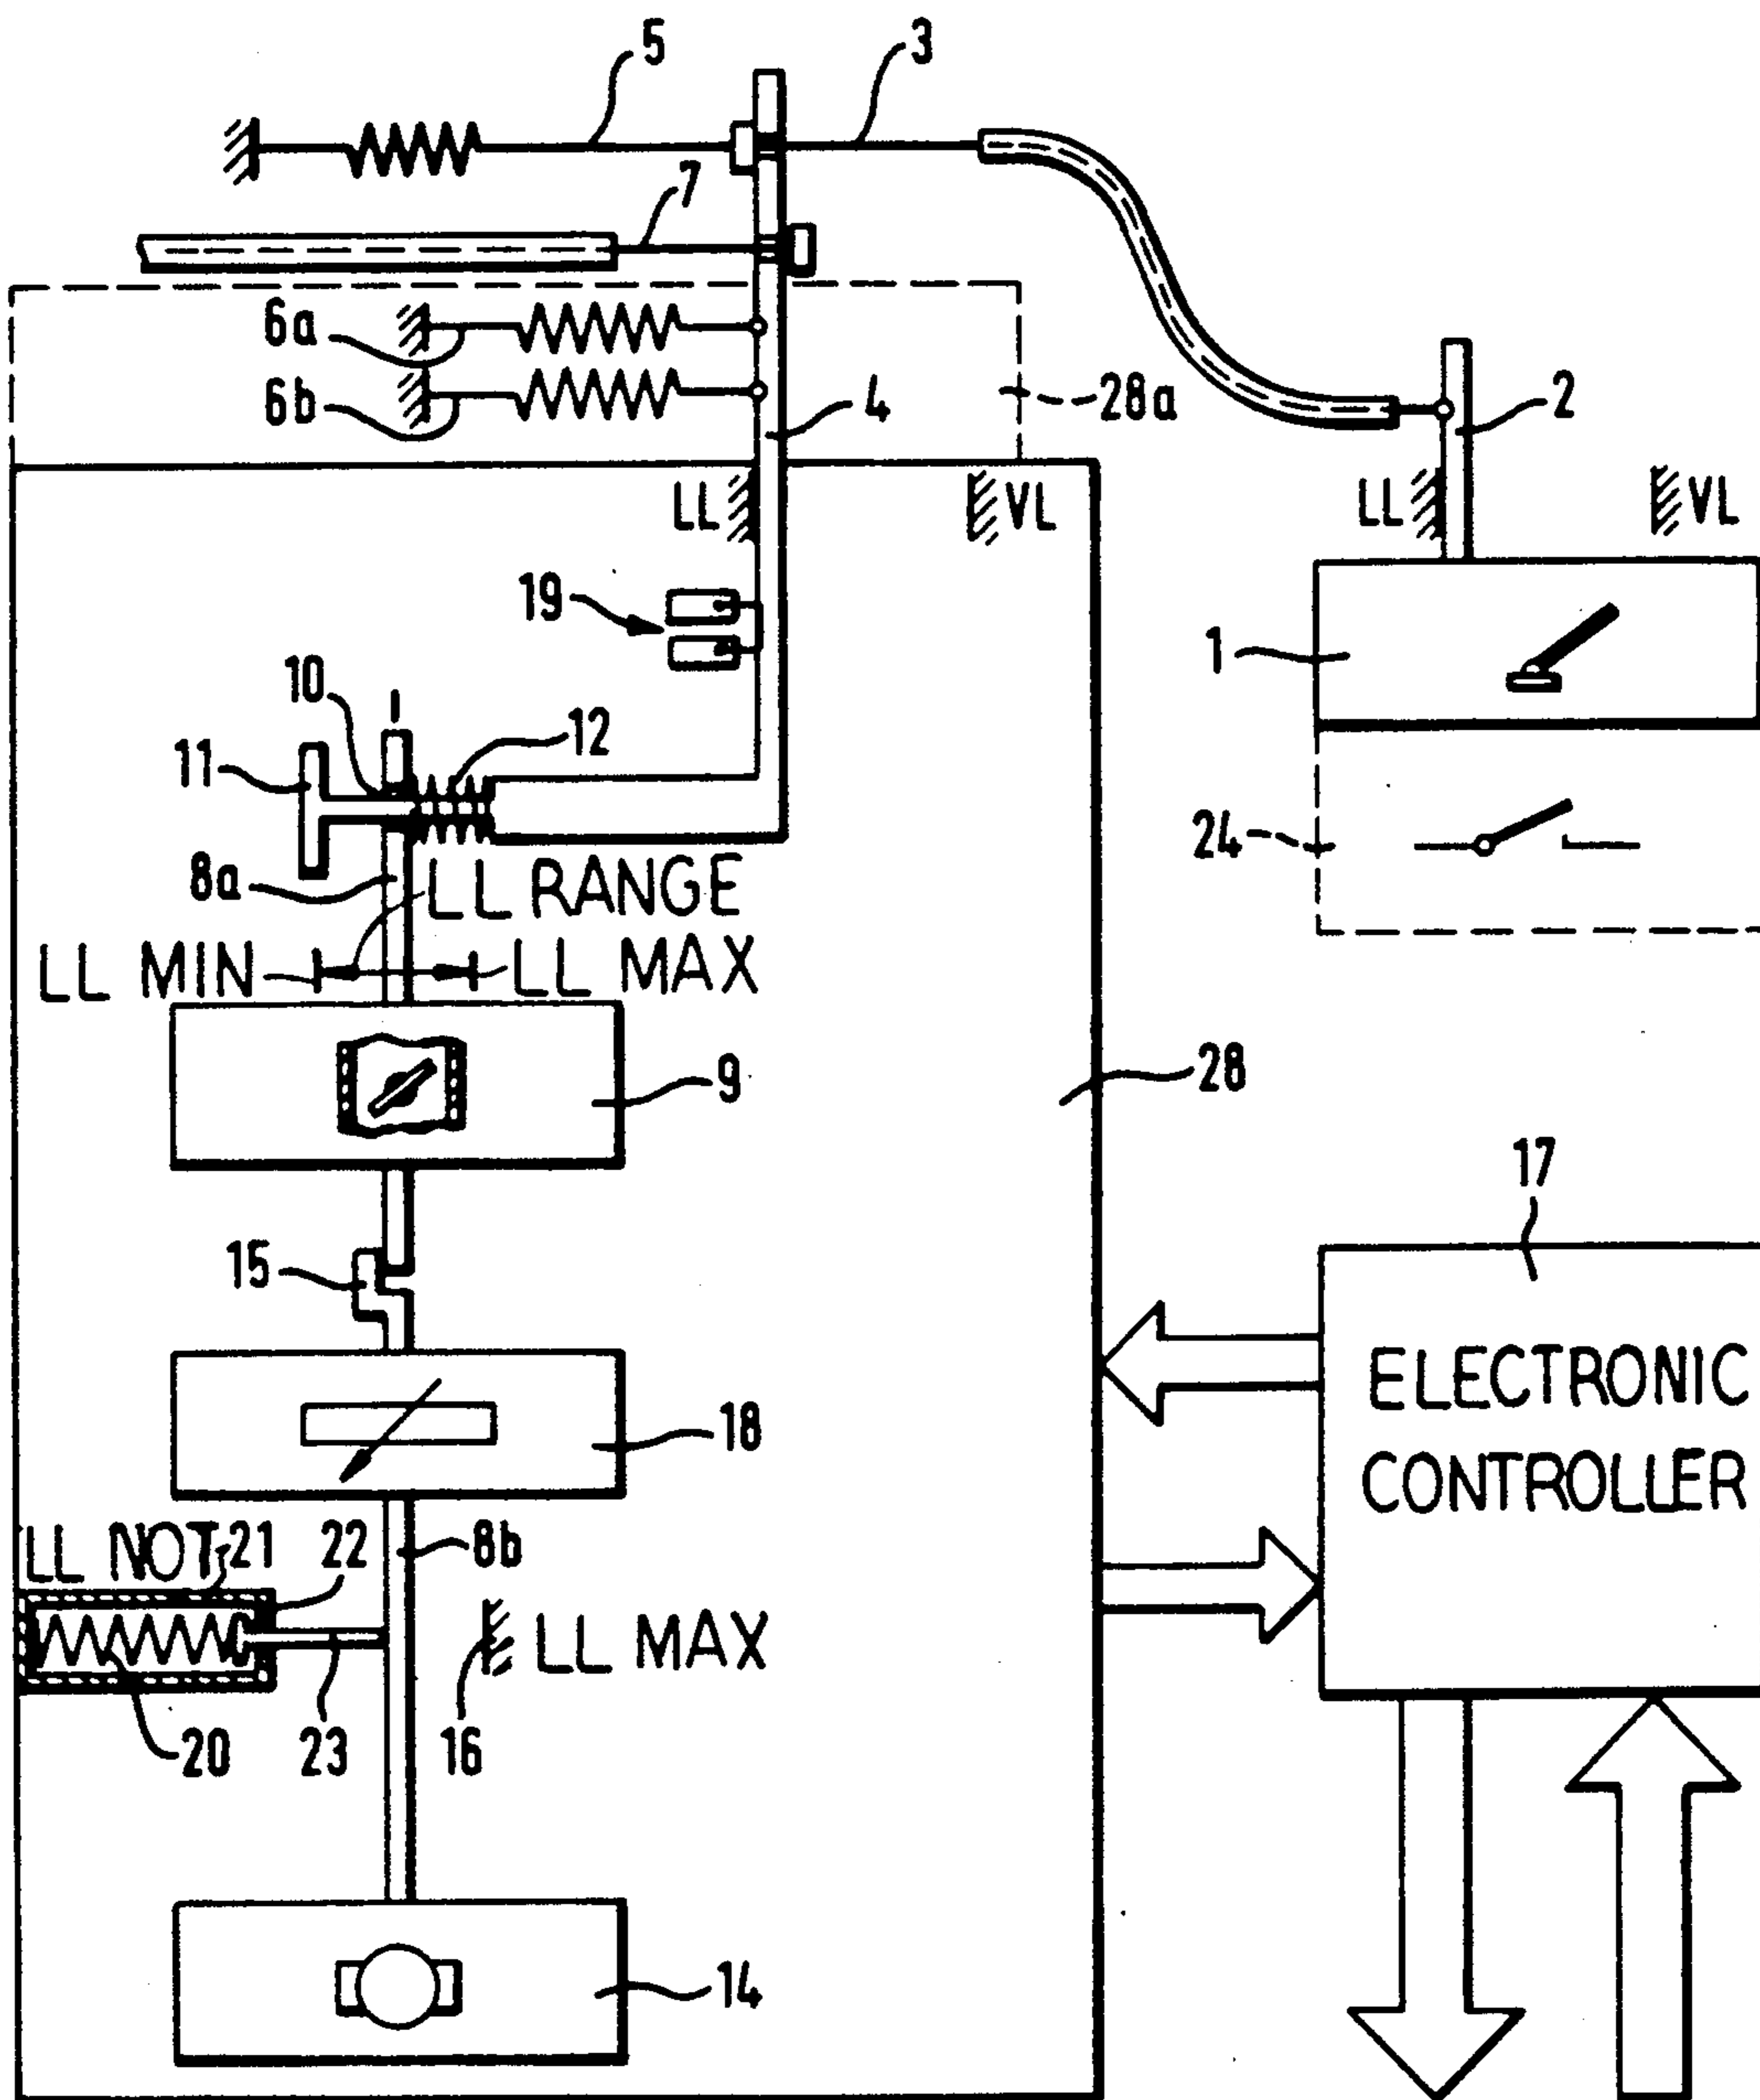 5
3
7
6a
6b
4
28a
2
LL
VL
LL
VL
19
1
10
12
11
24
8a
LL RANGE
LL MIN
LL MAX
9
28
17
15
ELECTRONIC
CONTROLLER
18
LL NOT
21
22
8b
LL MAX
20
23
16
14